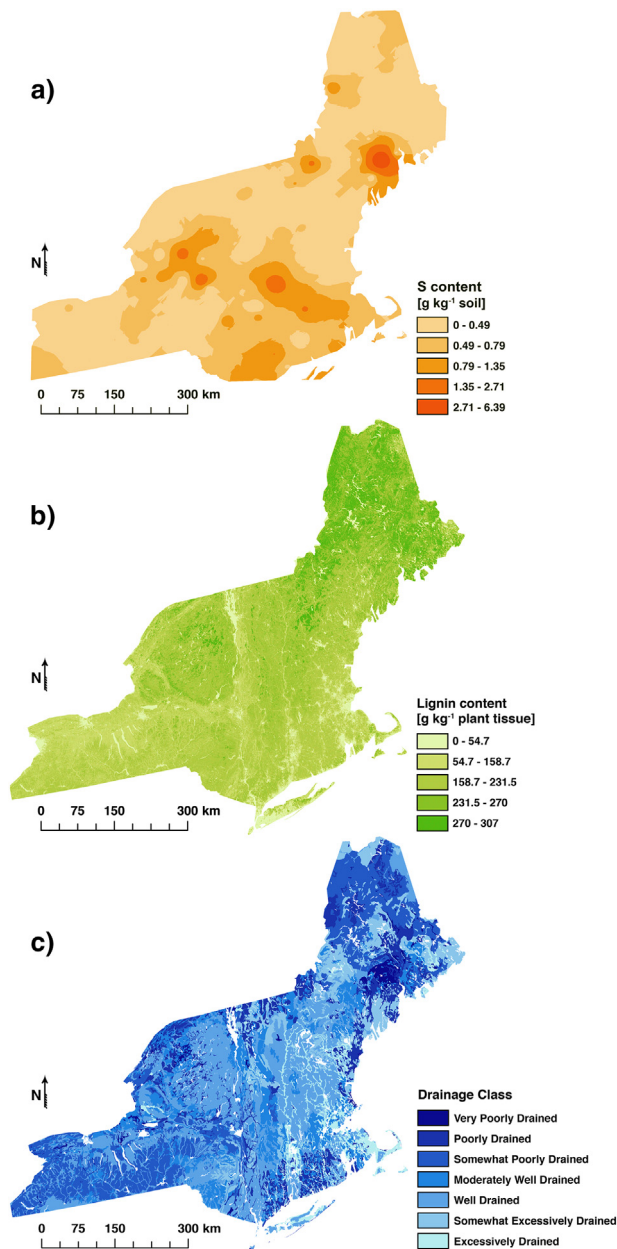 a)
N
S content
[g kg⁻¹ soil]
0 - 0.49
0.49 - 0.79
0.79 - 1.35
1.35 - 2.71
2.71 - 6.39
0 75 150 300 km
b)
N
Lignin content
[g kg⁻¹ plant tissue]
0 - 54.7
54.7 - 158.7
158.7 - 231.5
231.5 - 270
270 - 307
0 75 150 300 km
c)
N
Drainage Class
Very Poorly Drained
Poorly Drained
Somewhat Poorly Drained
Moderately Well Drained
Well Drained
Somewhat Excessively Drained
Excessively Drained
0 75 150 300 km